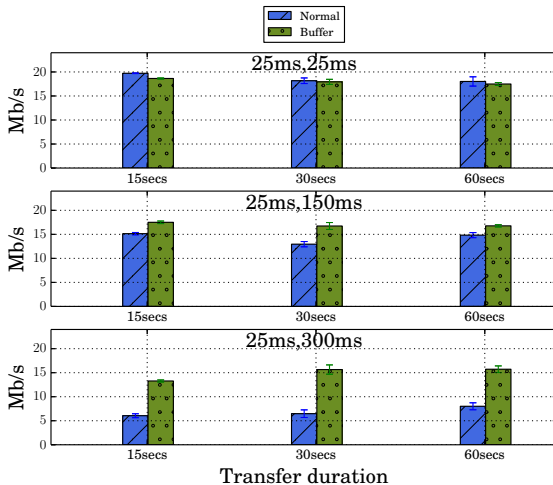 Normal
Buffer
25ms,25ms
Mb/s
20
15
10
5
0
15secs
30secs
60secs
25ms,150ms
Mb/s
20
15
10
5
0
15secs
30secs
60secs
25ms,300ms
Mb/s
20
15
10
5
0
15secs
30secs
60secs
Transfer duration